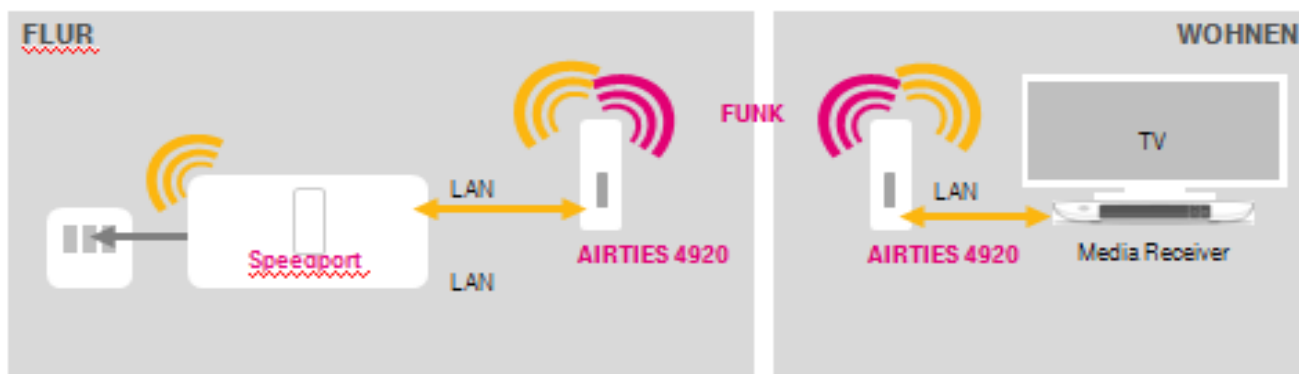 FLUR
WOHNEN
FUNK
TV
LAN
LAN
Speedport
AIRTIES 4920
AIRTIES 4920
Media Receiver
LAN